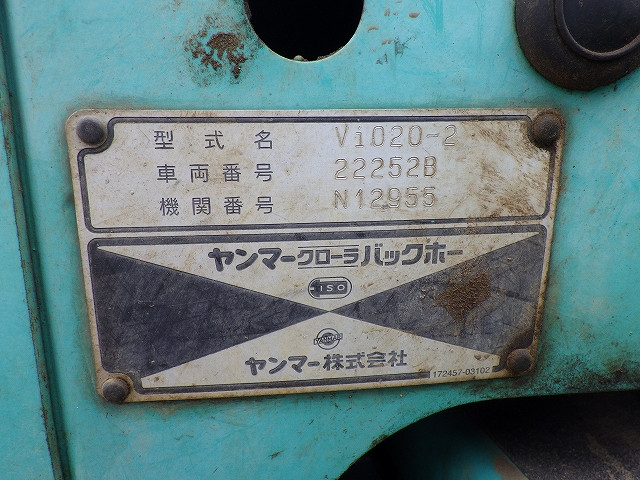 型式名 ViO20-2
車両番号 22252B
機関番号 N12955
ヤンマークローラバックホー
ISO
YANMAR
ヤンマー株式会社
172457-03102